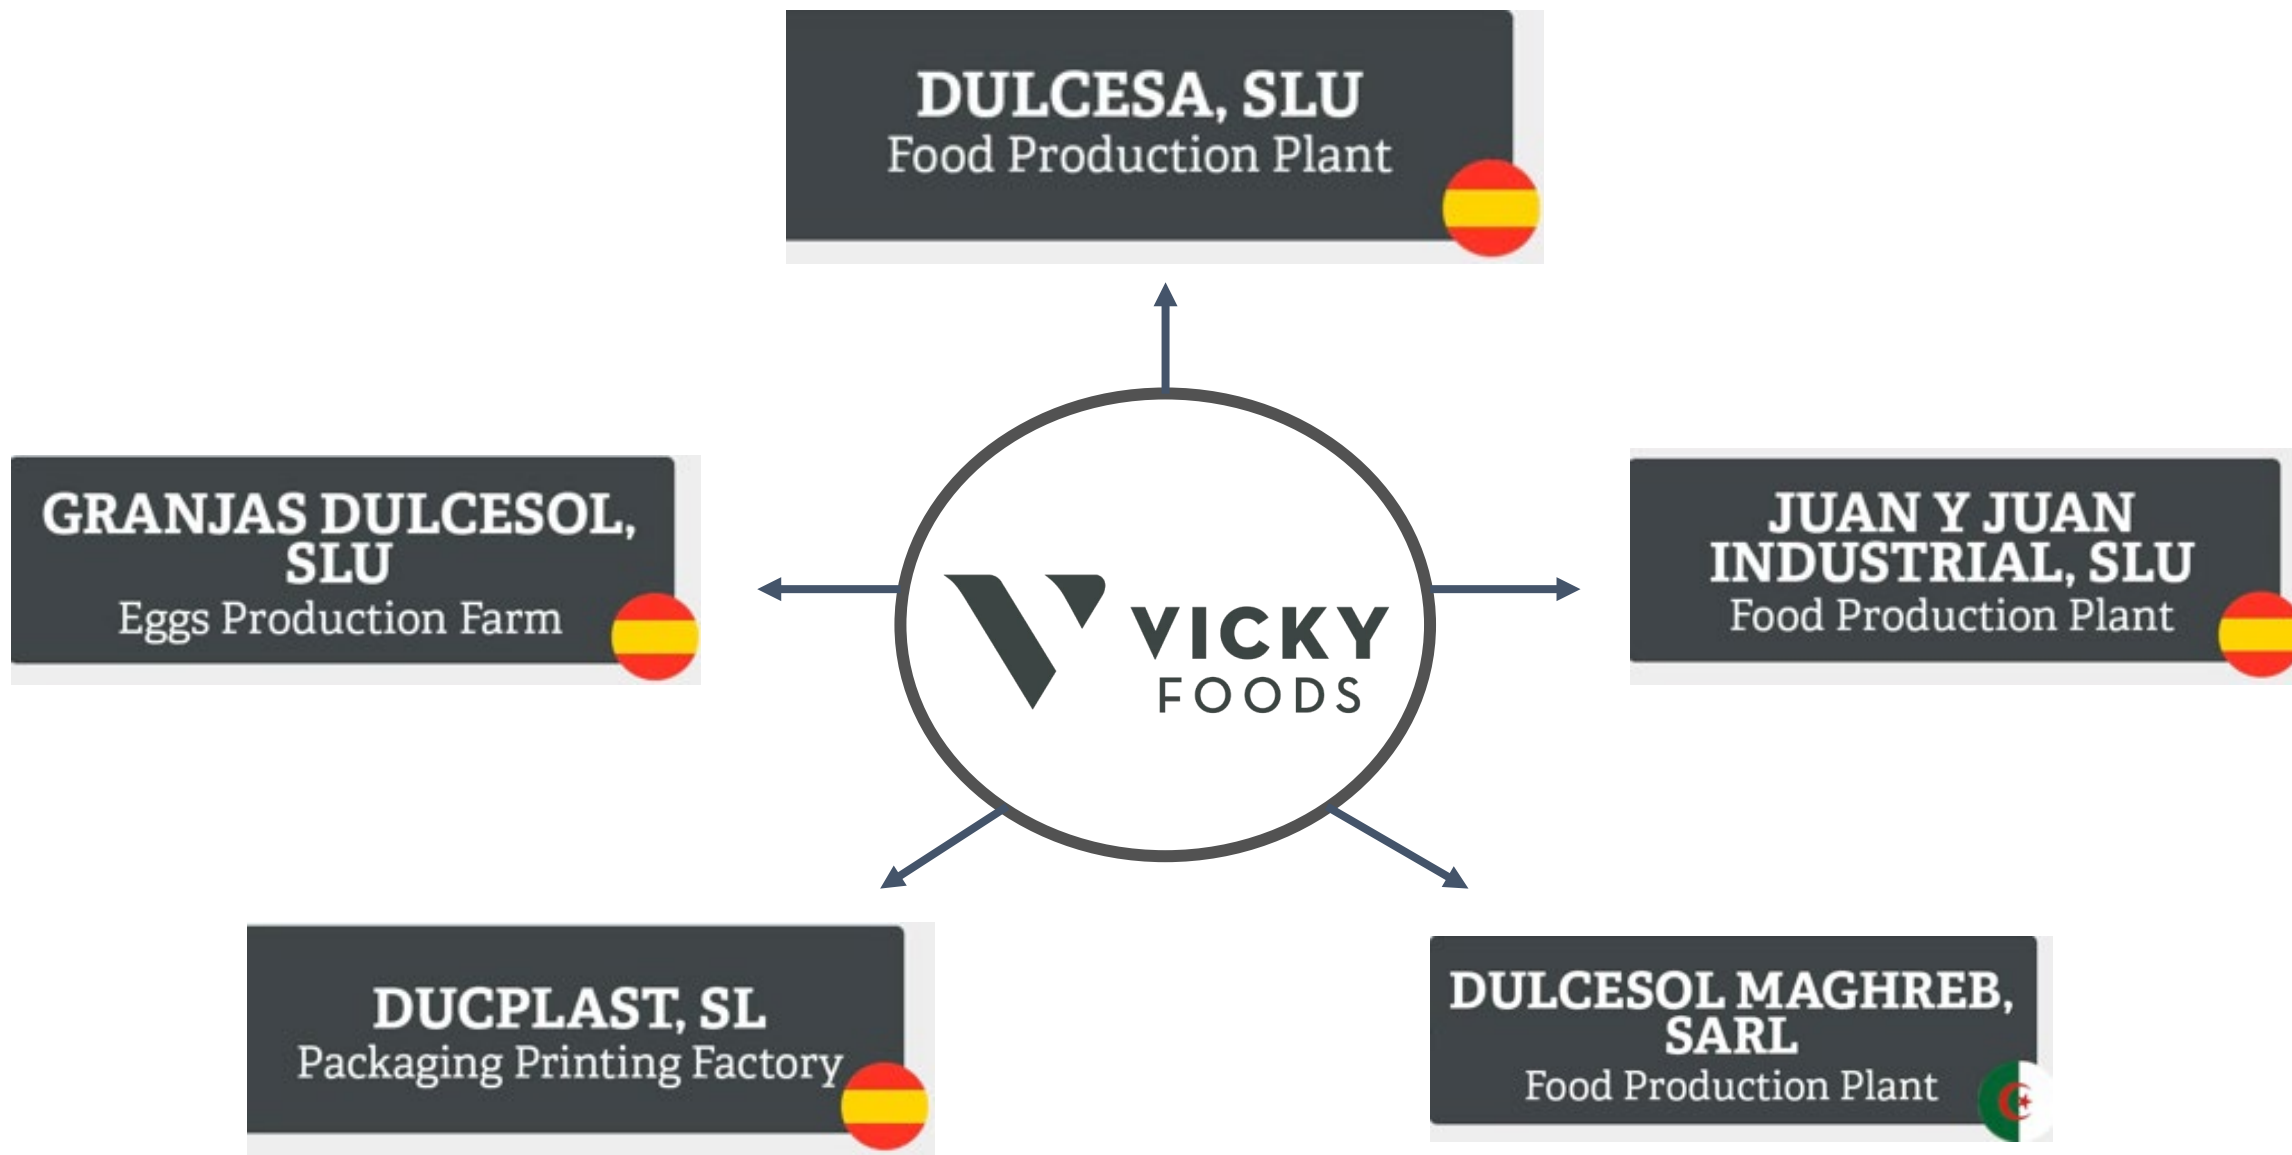 DULCESA, SLU
Food Production Plant
GRANJAS DULCESOL,
SLU
Eggs Production Farm
VICKY
FOODS
JUAN Y JUAN
INDUSTRIAL, SLU
Food Production Plant
DUCPLAST, SL
Packaging Printing Factory
DULCESOL MAGHREB,
SARL
Food Production Plant